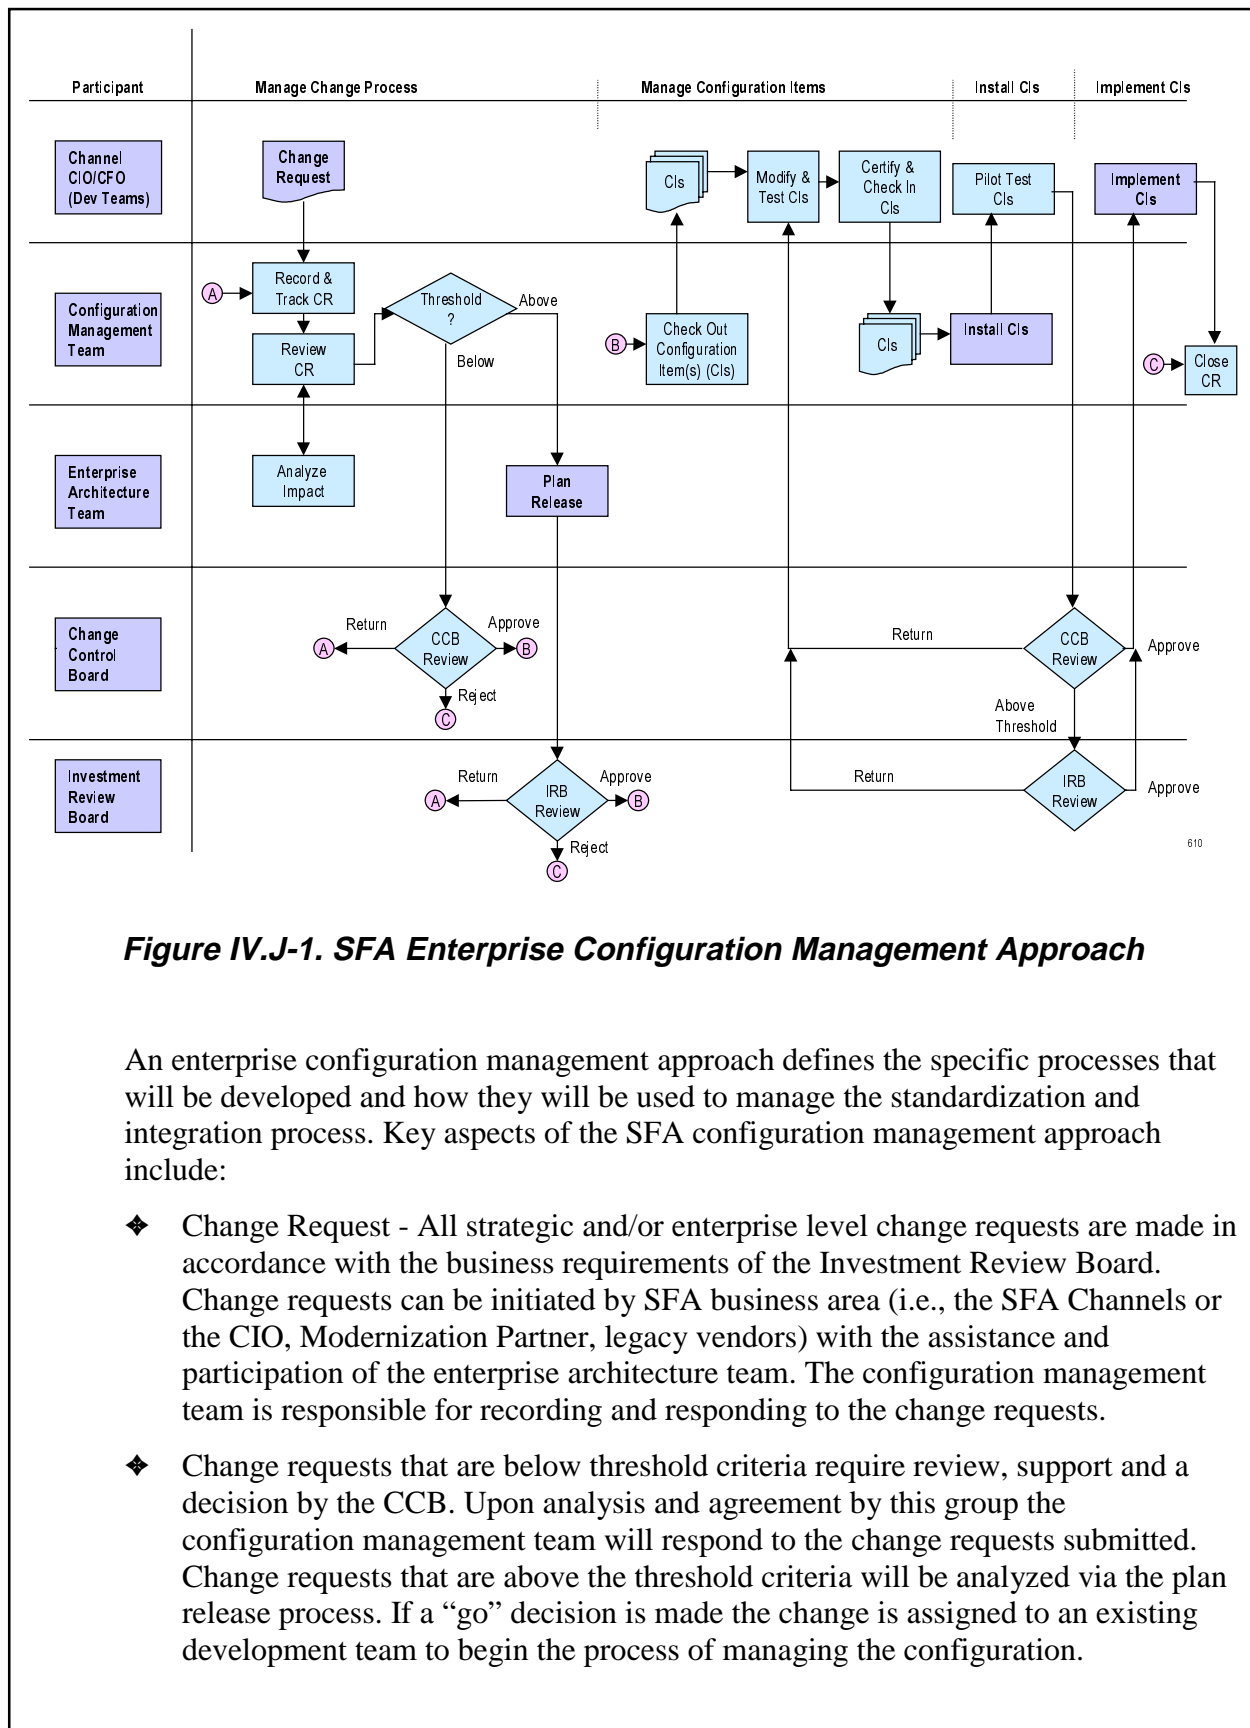 Participant
Manage Change Process
Manage Configuration Items
Install CIs
Implement CIs
Channel
CIO/CFO
(Dev Teams)
Change
Request
CIs
Modify &
Test CIs
Certify &
Check In
CIs
Pilot Test
CIs
Implement
CIs
Configuration
Management
Team
A
Record &
Track CR
Review
CR
Threshold
?
Above
Below
B
Check Out
Configuration
Item(s) (CIs)
CIs
Install CIs
C
Close
CR
Enterprise
Architecture
Team
Analyze
Impact
Plan
Release
Change
Control
Board
Return
A
CCB
Review
Approve
B
Reject
C
Return
CCB
Review
Approve
Above
Threshold
Investment
Review
Board
Return
A
IRB
Review
Approve
B
Reject
C
Return
IRB
Review
Approve
610
Figure IV.J-1. SFA Enterprise Configuration Management Approach
An enterprise configuration management approach defines the specific processes that
will be developed and how they will be used to manage the standardization and
integration process. Key aspects of the SFA configuration management approach
include:
❖ Change Request - All strategic and/or enterprise level change requests are made in
accordance with the business requirements of the Investment Review Board.
Change requests can be initiated by SFA business area (i.e., the SFA Channels or
the CIO, Modernization Partner, legacy vendors) with the assistance and
participation of the enterprise architecture team. The configuration management
team is responsible for recording and responding to the change requests.
❖ Change requests that are below threshold criteria require review, support and a
decision by the CCB. Upon analysis and agreement by this group the
configuration management team will respond to the change requests submitted.
Change requests that are above the threshold criteria will be analyzed via the plan
release process. If a “go” decision is made the change is assigned to an existing
development team to begin the process of managing the configuration.